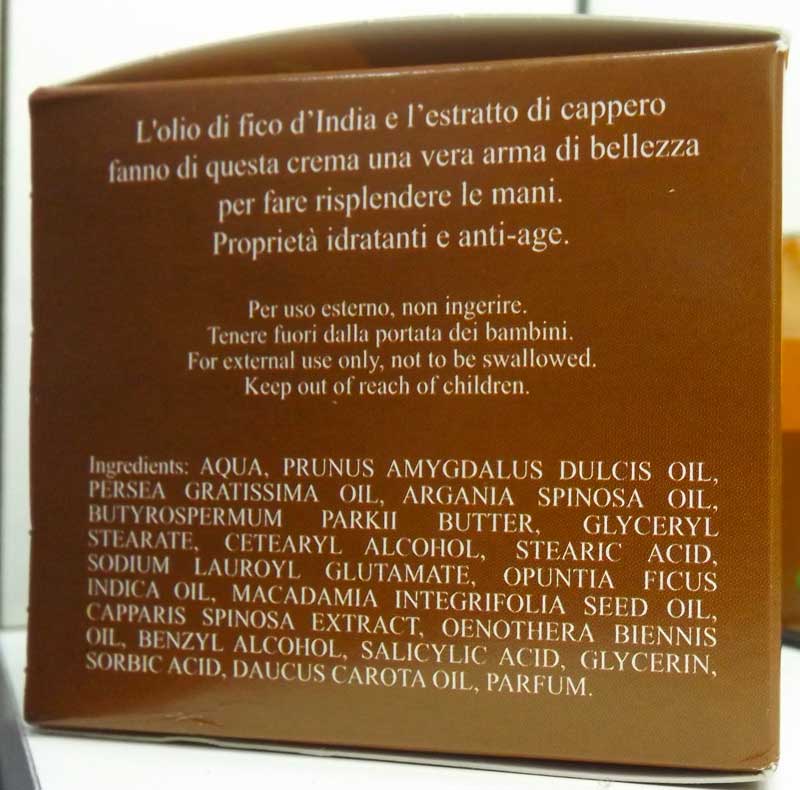 L'olio di fico d'India e l'estratto di cappero
fanno di questa crema una vera arma di bellezza
per fare risplendere le mani.
Proprietà idratanti e anti-age.
Per uso esterno, non ingerire.
Tenere fuori dalla portata dei bambini.
For external use only, not to be swallowed.
Keep out of reach of children.
Ingredients: AQUA, PRUNUS AMYGDALUS DULCIS OIL,
PERSEA GRATISSIMA OIL, ARGANIA SPINOSA OIL,
BUTYROSPERMUM PARKII BUTTER, GLYCERYL
STEARATE, CETEARYL ALCOHOL, STEARIC ACID,
SODIUM LAUROYL GLUTAMATE, OPUNTIA FICUS
INDICA OIL, MACADAMIA INTEGRIFOLIA SEED OIL,
CAPPARIS SPINOSA EXTRACT, OENOTHERA BIENNIS
OIL, BENZYL ALCOHOL, SALICYLIC ACID, GLYCERIN,
SORBIC ACID, DAUCUS CAROTA OIL, PARFUM.